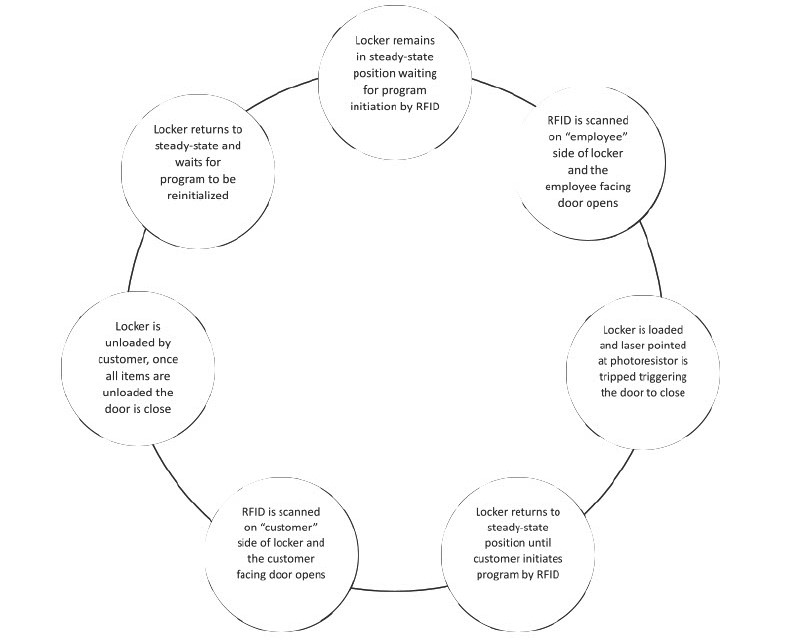 Locker remains
in steady-state
position waiting
for program
initiation by RFID
RFID is scanned
on “employee”
side of locker
and the
employee facing
door opens
Locker is loaded
and laser pointed
at photoresistor is
tripped triggering
the door to close
Locker returns to
steady-state
position until
customer initiates
program by RFID
RFID is scanned
on “customer”
side of locker and
the customer
facing door opens
Locker is
unloaded by
customer, once
all items are
unloaded the
door is close
Locker returns to
steady-state and
waits for
program to be
reinitialized